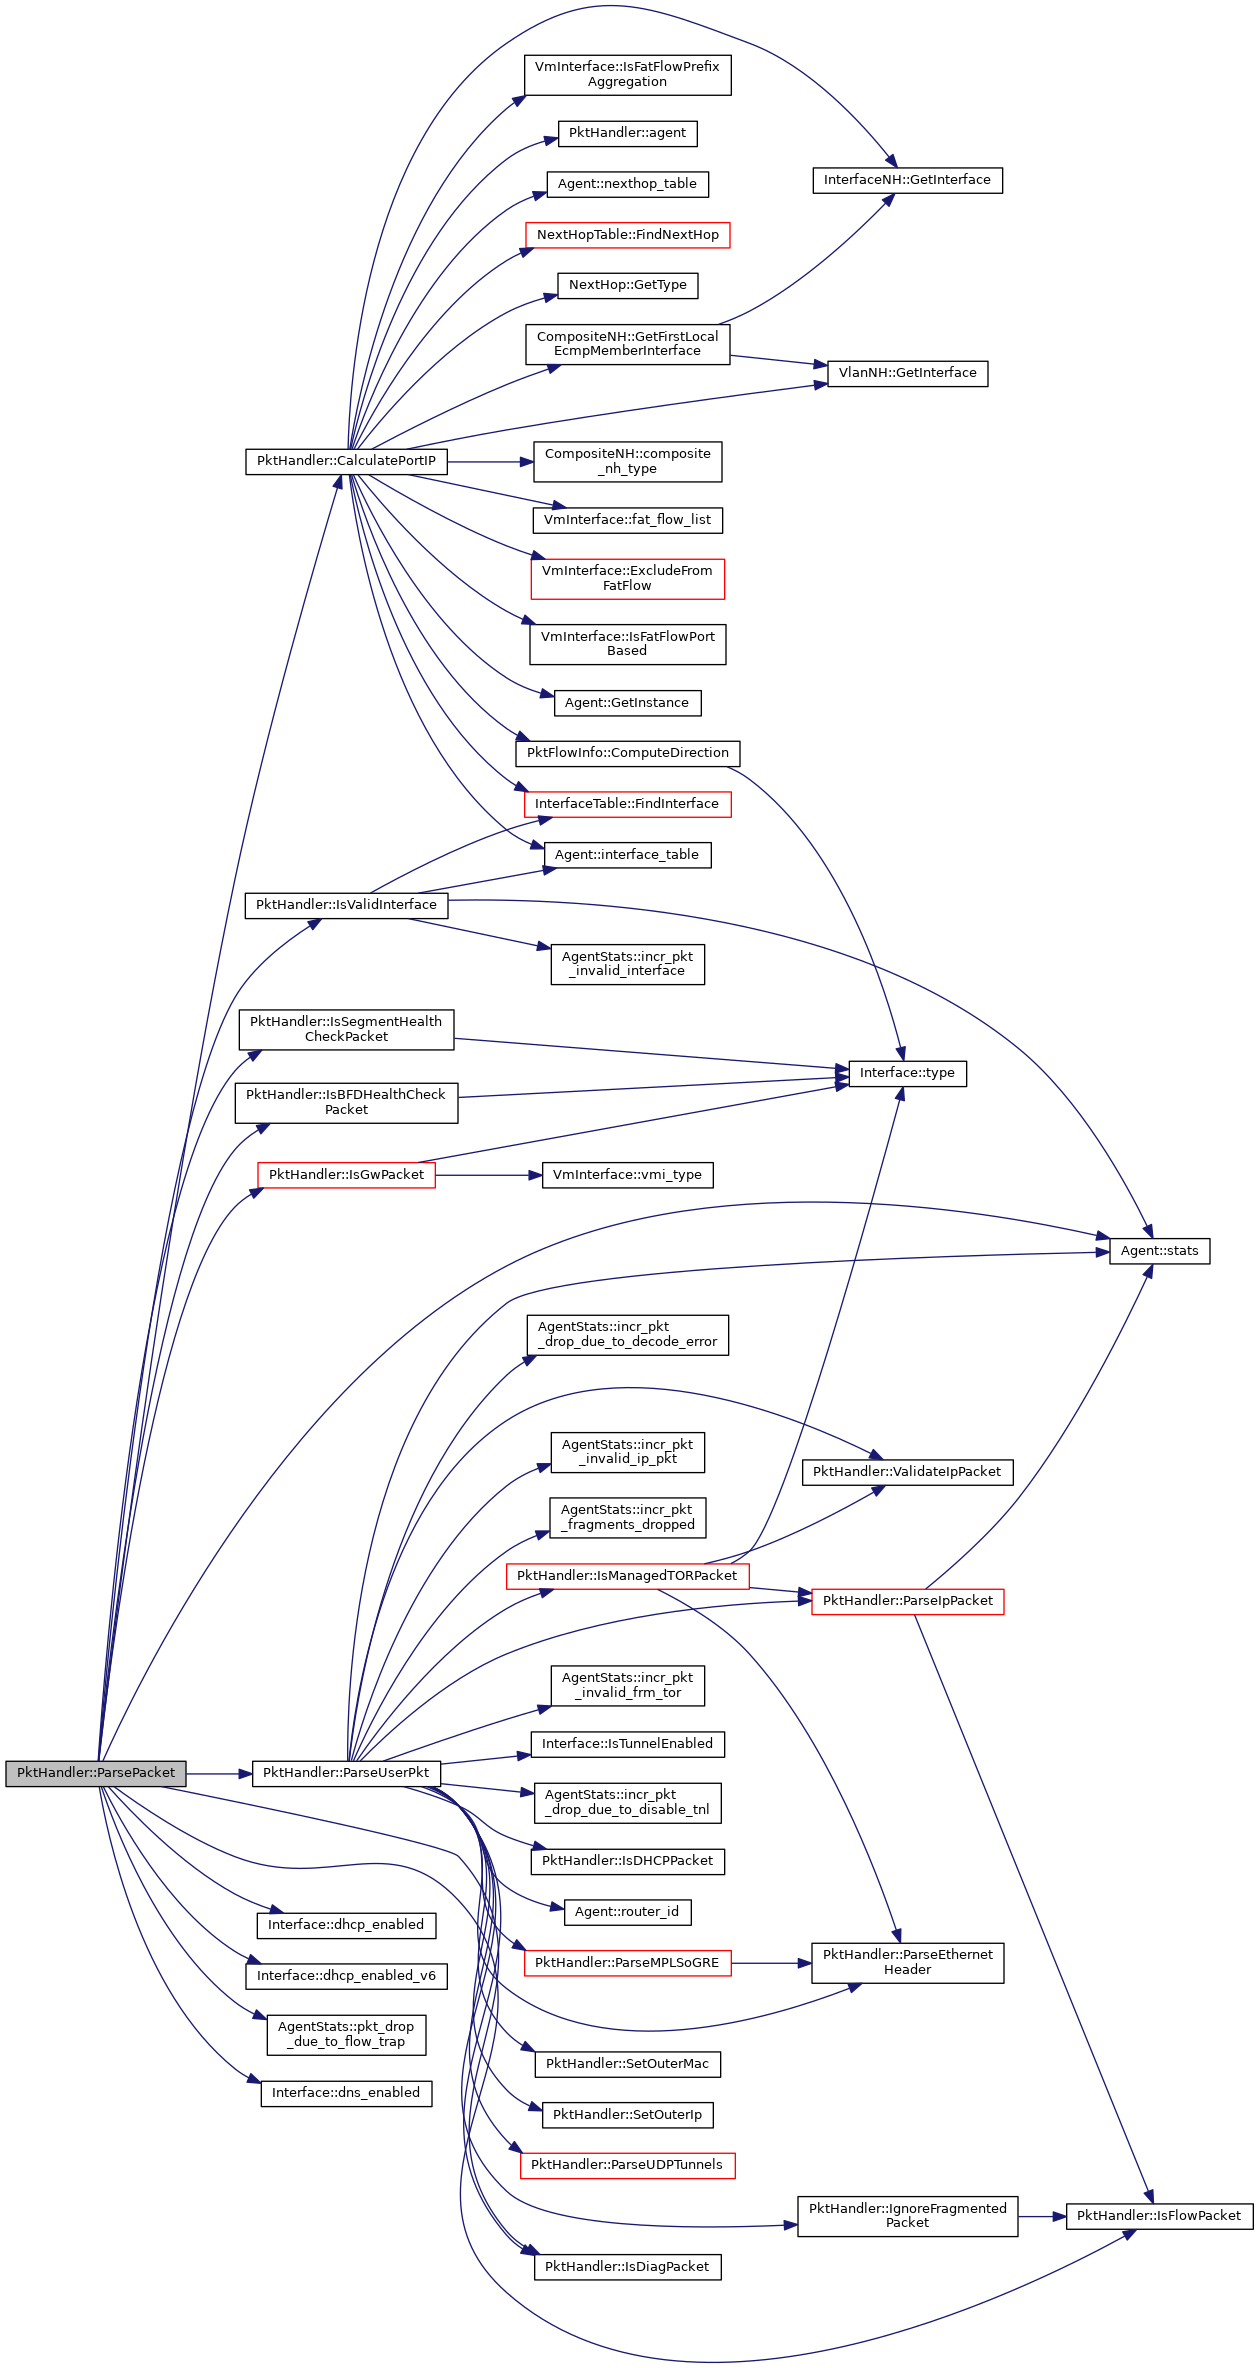 VmInterface::IsFatFlowPrefix
Aggregation
PktHandler::agent
InterfaceNH::GetInterface
Agent::nexthop_table
NextHopTable::FindNextHop
NextHop::GetType
CompositeNH::GetFirstLocal
EcmpMemberInterface
VlanNH::GetInterface
PktHandler::CalculatePortIP
CompositeNH::composite
_nh_type
VmInterface::fat_flow_list
VmInterface::ExcludeFrom
FatFlow
VmInterface::IsFatFlowPort
Based
Agent::GetInstance
PktFlowInfo::ComputeDirection
InterfaceTable::FindInterface
Agent::interface_table
PktHandler::IsValidInterface
AgentStats::incr_pkt
_invalid_interface
PktHandler::IsSegmentHealth
CheckPacket
Interface::type
PktHandler::IsBFDHealthCheck
Packet
PktHandler::IsGwPacket
VmInterface::vmi_type
Agent::stats
AgentStats::incr_pkt
_drop_due_to_decode_error
AgentStats::incr_pkt
_invalid_ip_pkt
PktHandler::ValidateIpPacket
AgentStats::incr_pkt
_fragments_dropped
PktHandler::IsManagedTORPacket
PktHandler::ParseIpPacket
AgentStats::incr_pkt
_invalid_frm_tor
Interface::IsTunnelEnabled
PktHandler::ParsePacket
PktHandler::ParseUserPkt
AgentStats::incr_pkt
_drop_due_to_disable_tnl
PktHandler::IsDHCPPacket
Agent::router_id
Interface::dhcp_enabled
PktHandler::ParseMPLSoGRE
PktHandler::ParseEthernet
Header
Interface::dhcp_enabled_v6
AgentStats::pkt_drop
_due_to_flow_trap
PktHandler::SetOuterMac
Interface::dns_enabled
PktHandler::SetOuterIp
PktHandler::ParseUDPTunnels
PktHandler::IgnoreFragmented
Packet
PktHandler::IsFlowPacket
PktHandler::IsDiagPacket